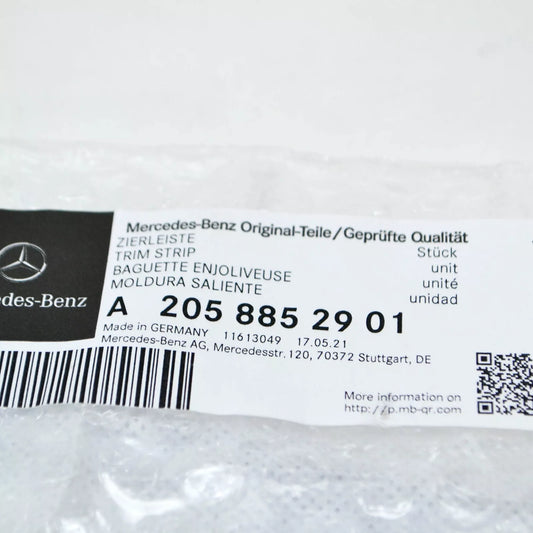 Mercedes-Benz Original-Teile/Geprüfte Qualität
ZIERLEISTE Stück
TRIM STRIP unit
BAGUETTE ENJOLIVEUSE unité
MOLDURA SALIENTE unidad
edes-Benz
A 205 885 29 01
Made in GERMANY 11613049 17.05.21
Mercedes-Benz AG, Mercedesstr.120, 70372 Stuttgart, DE
More information on
http://p.mb-qr.com